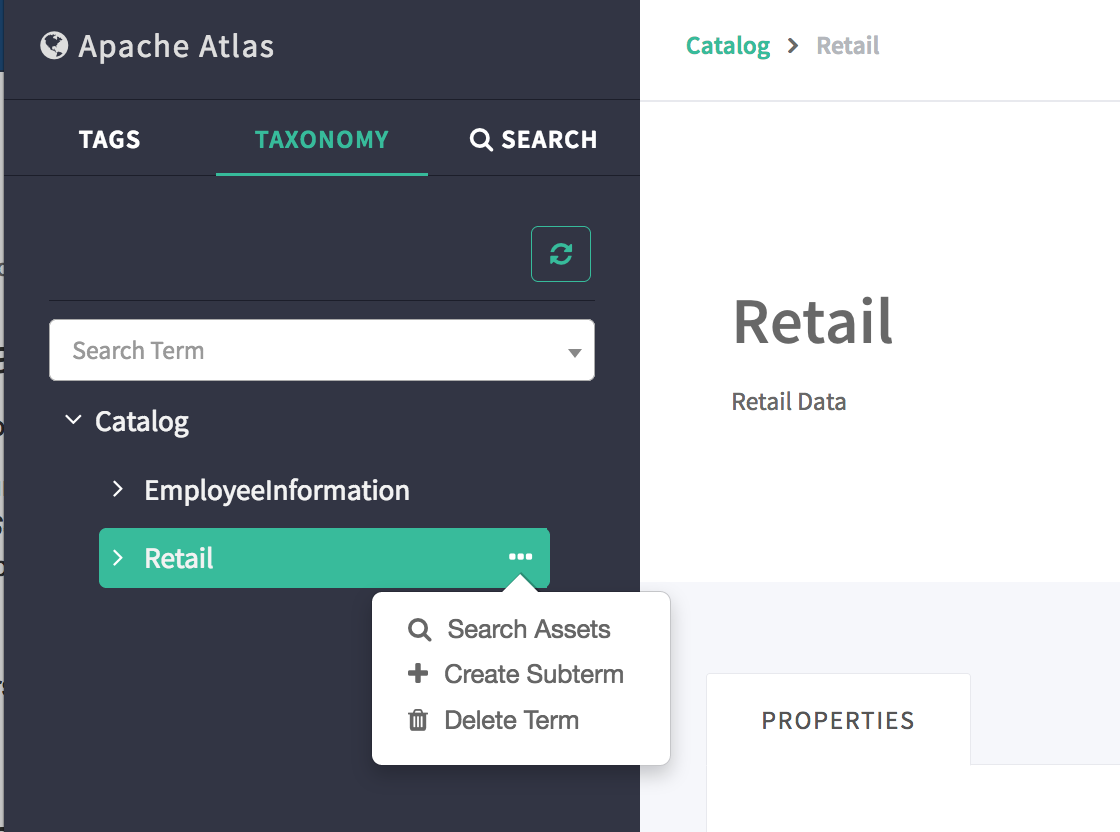 Apache Atlas
Catalog > Retail
TAGS TAXONOMY SEARCH
Search Term
Catalog
EmployeeInformation
Retail
Search Assets
Create Subterm
Delete Term
Retail
Retail Data
PROPERTIES